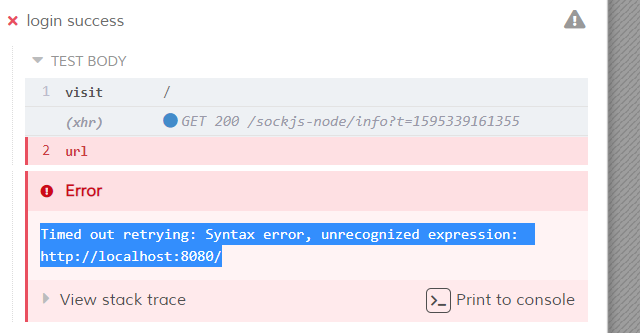 login success
TEST BODY
1 visit /
(xhr) GET 200 /sockjs-node/info?t=1595339161355
2 url
Error
Timed out retrying: Syntax error, unrecognized expression:
http://localhost:8080/
View stack trace >_ Print to console